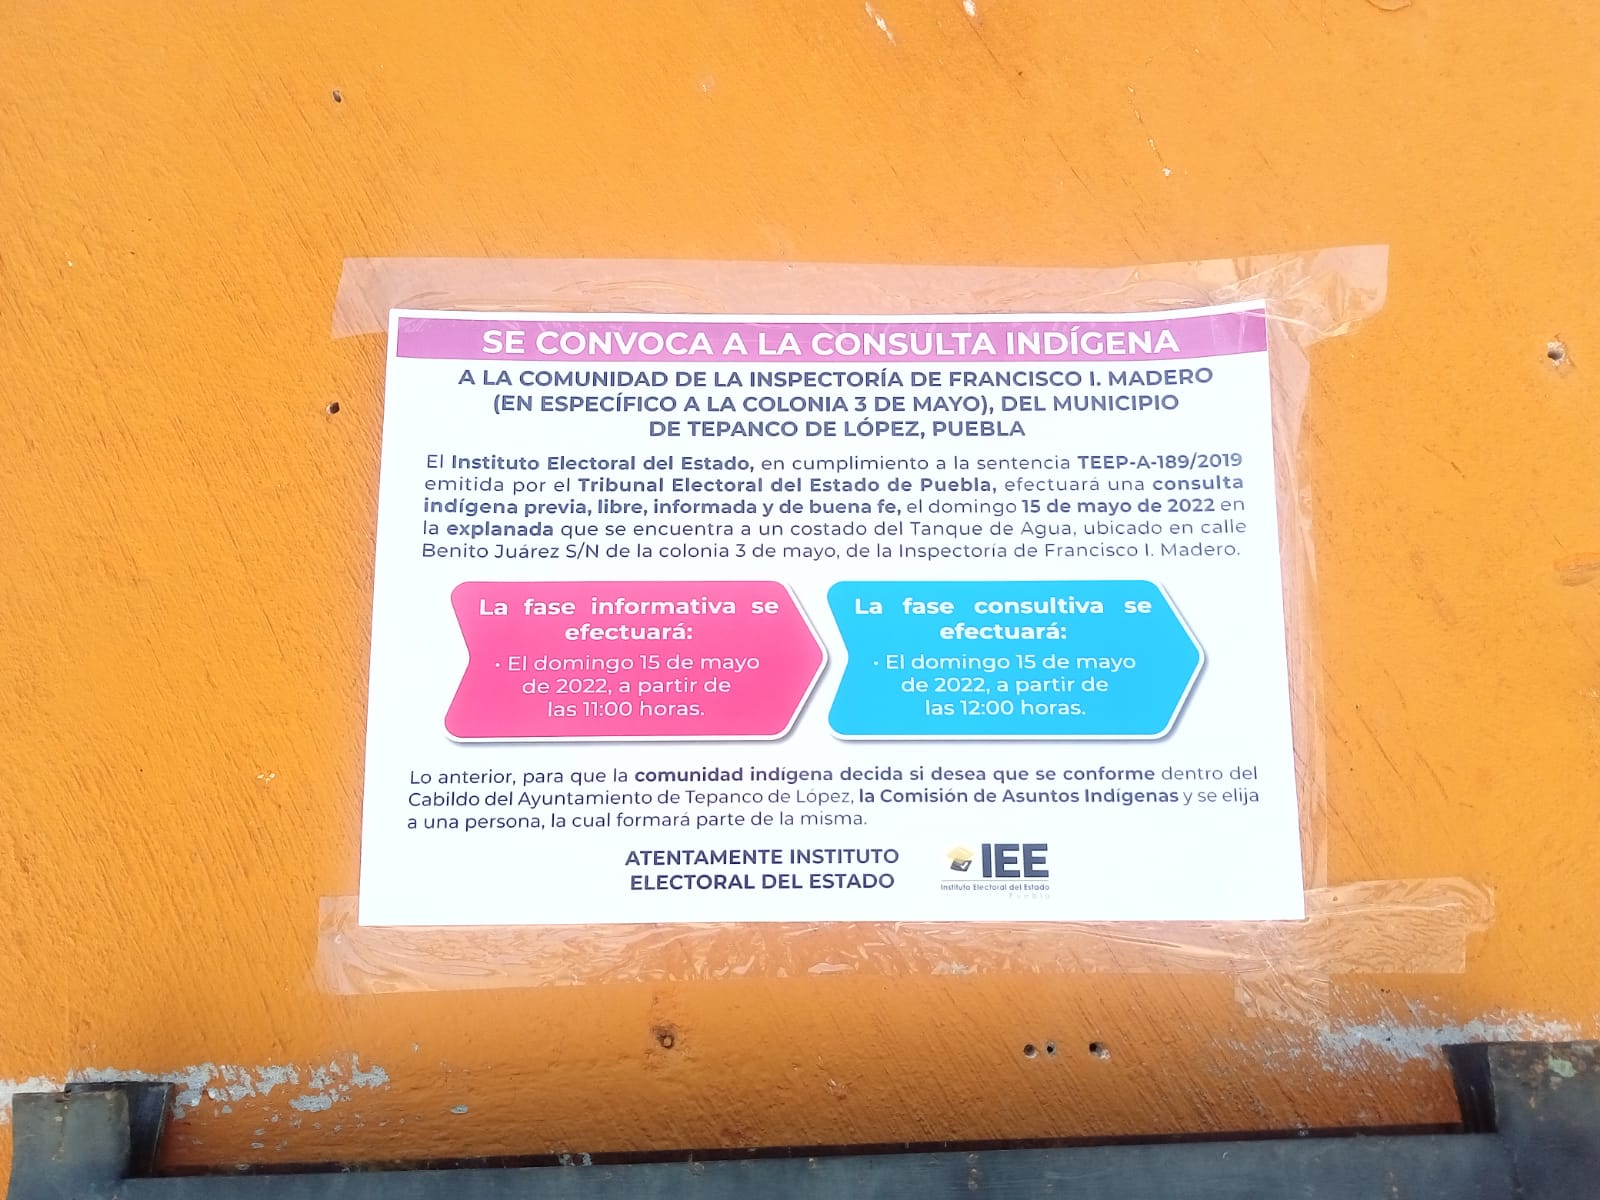 SE CONVOCA A LA CONSULTA INDÍGENA
A LA COMUNIDAD DE LA INSPECTORÍA DE FRANCISCO I. MADERO
(EN ESPECÍFICO A LA COLONIA 3 DE MAYO), DEL MUNICIPIO
DE TEPANCO DE LÓPEZ, PUEBLA
El Instituto Electoral del Estado, en cumplimiento a la sentencia TEEP-A-189/2019
emitida por el Tribunal Electoral del Estado de Puebla, efectuará una consulta
indígena previa, libre, informada y de buena fe, el domingo 15 de mayo de 2022 en
la explanada que se encuentra a un costado del Tanque de Agua, ubicado en calle
Benito Juárez S/N de la colonia 3 de mayo, de la Inspectoría de Francisco I. Madero.
La fase informativa se
efectuará:
• El domingo 15 de mayo
de 2022, a partir de
las 11:00 horas.
La fase consultiva se
efectuará:
• El domingo 15 de mayo
de 2022, a partir de
las 12:00 horas.
Lo anterior, para que la comunidad indígena decida si desea que se conforme dentro del
Cabildo del Ayuntamiento de Tepanco de López, la Comisión de Asuntos Indígenas y se elija
a una persona, la cual formará parte de la misma.
ATENTAMENTE INSTITUTO
ELECTORAL DEL ESTADO
IEE
Instituto Electoral del Estado
Puebla